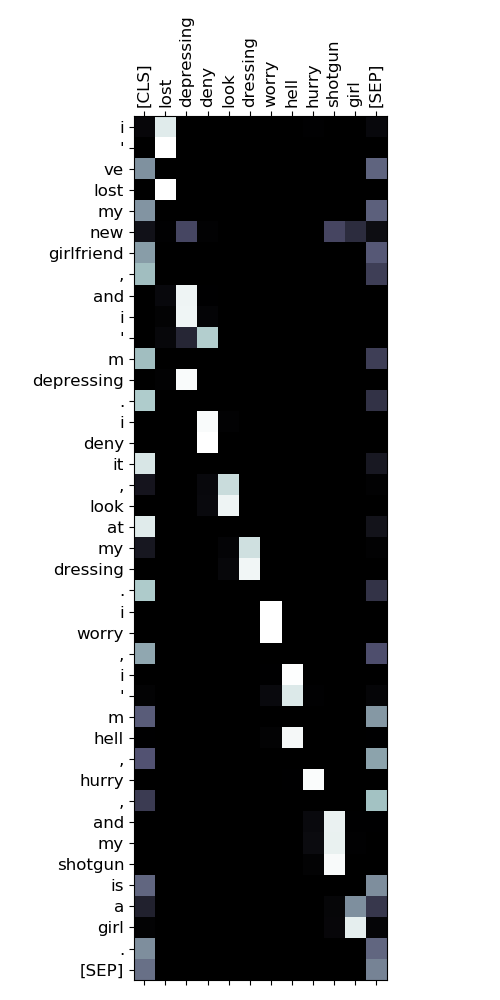 [CLS]
lost
depressing
deny
look
dressing
worry
hell
hurry
shotgun
girl
[SEP]
i
'
ve
lost
my
new
girlfriend
,
and
i
'
m
depressing
.
i
deny
it
,
look
at
my
dressing
.
i
worry
,
i
'
m
hell
,
hurry
,
and
my
shotgun
is
a
girl
.
[SEP]